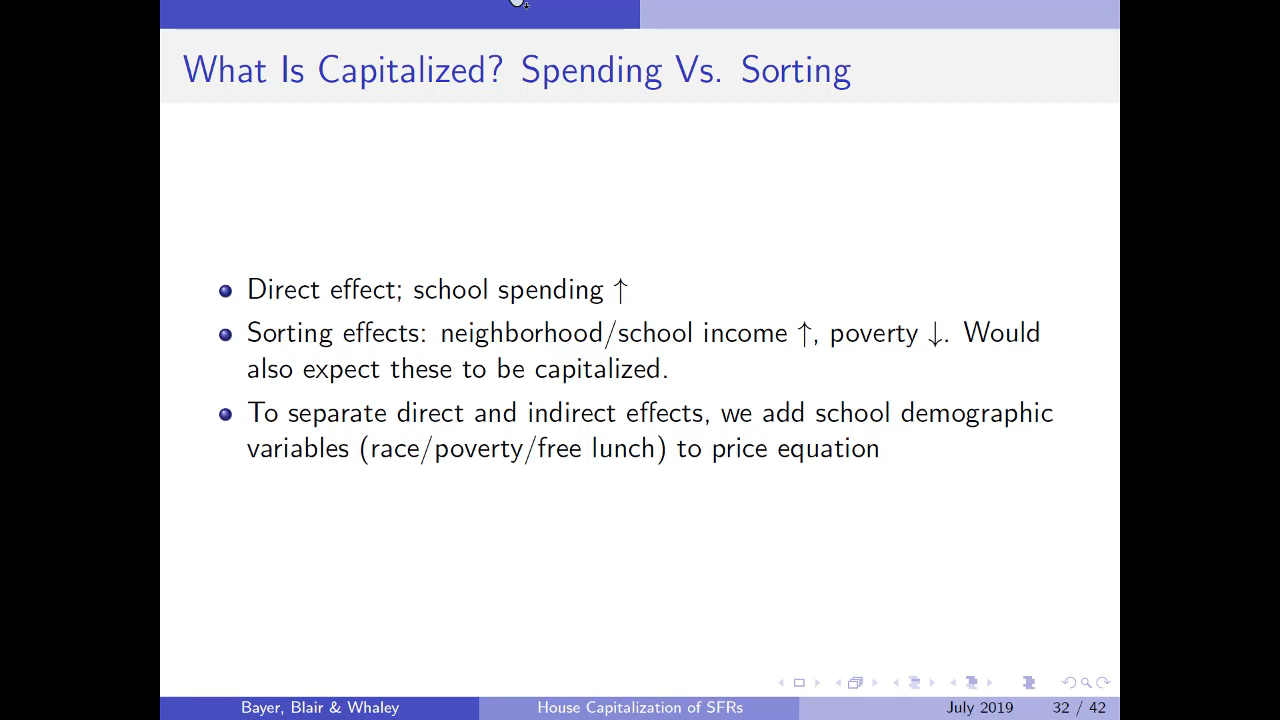 What Is Capitalized? Spending Vs. Sorting
Direct effect; school spending ↑
Sorting effects: neighborhood/school income ↑, poverty ↓. Would
also expect these to be capitalized.
To separate direct and indirect effects, we add school demographic
variables (race/poverty/free lunch) to price equation
Bayer, Blair & Whaley
House Capitalization of SFRs
July 2019
32 / 42